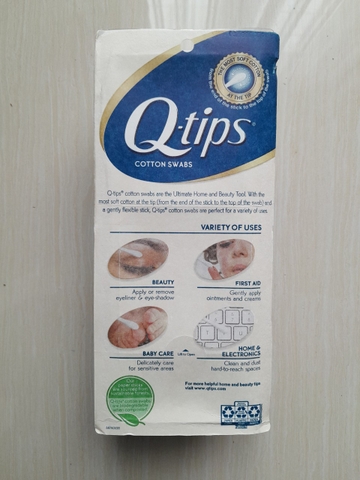 THE MOST SOFT COTTON
AT THE TIP
Q-tips®
COTTON SWABS
Q-tips® cotton swabs are the Ultimate Home and Beauty Tool. With the
most soft cotton at the tip (from the end of the stick to the top of the swab) and
a gently flexible stick, Q-tips® cotton swabs are perfect for a variety of uses.
VARIETY OF USES
BEAUTY
Apply or remove
eyeliner & eye-shadow
FIRST AID
Gently apply
ointments and creams
BABY CARE
Delicately care
for sensitive areas
Lift to Open
HOME &
ELECTRONICS
Clean and dust
hard-to-reach spaces
For more helpful home and beauty tips
visit www.qtips.com